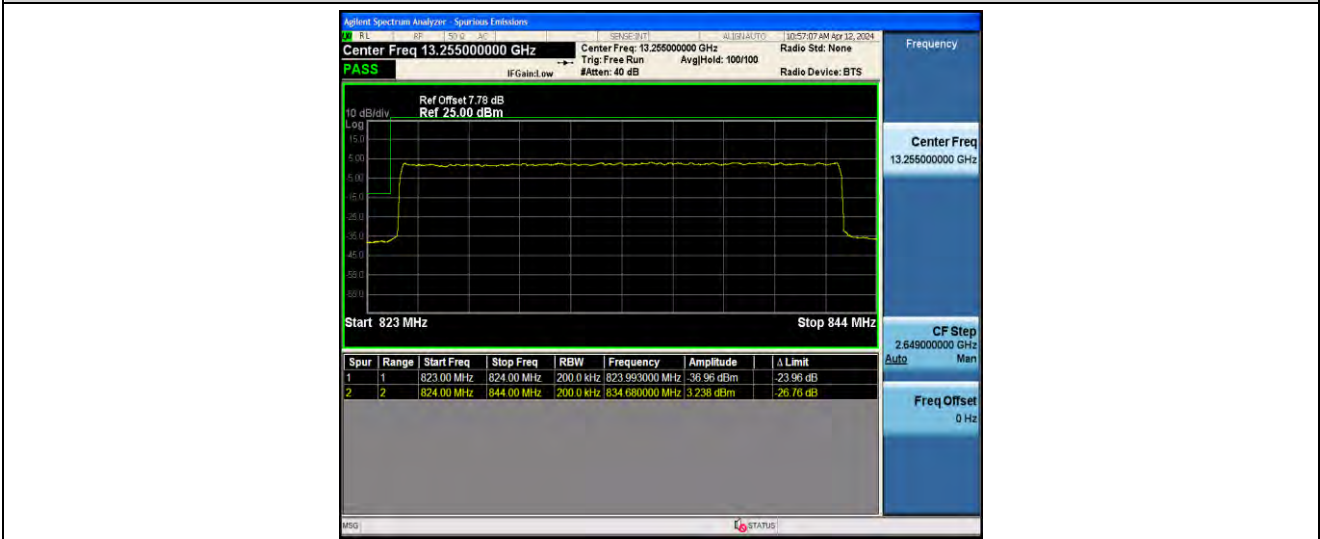 Agilent Spectrum Analyzer - Spurious Emissions
RL RF 50 Ω AC SENSE:INT ALIGNAUTO 10:57:07 AM Apr 12, 2024
Center Freq 13.255000000 GHz Center Freq: 13.255000000 GHz Radio Std: None
Trig: Free Run Avg|Hold: 100/100
PASS IFGain:Low #Atten: 40 dB Radio Device: BTS
Ref Offset 7.78 dB
10 dB/div Ref 25.00 dBm
Log
15.0
5.00
-5.00
-15.0
-25.0
-35.0
-45.0
-55.0
-65.0
Start 823 MHz Stop 844 MHz
Spur Range Start Freq Stop Freq RBW Frequency Amplitude Δ Limit
1 1 823.00 MHz 824.00 MHz 200.0 kHz 823.993000 MHz -36.96 dBm -23.96 dB
2 2 824.00 MHz 844.00 MHz 200.0 kHz 834.680000 MHz 3.238 dBm -26.76 dB
Frequency
Center Freq
13.255000000 GHz
CF Step
2.649000000 GHz
Auto Man
Freq Offset
0 Hz
MSG STATUS